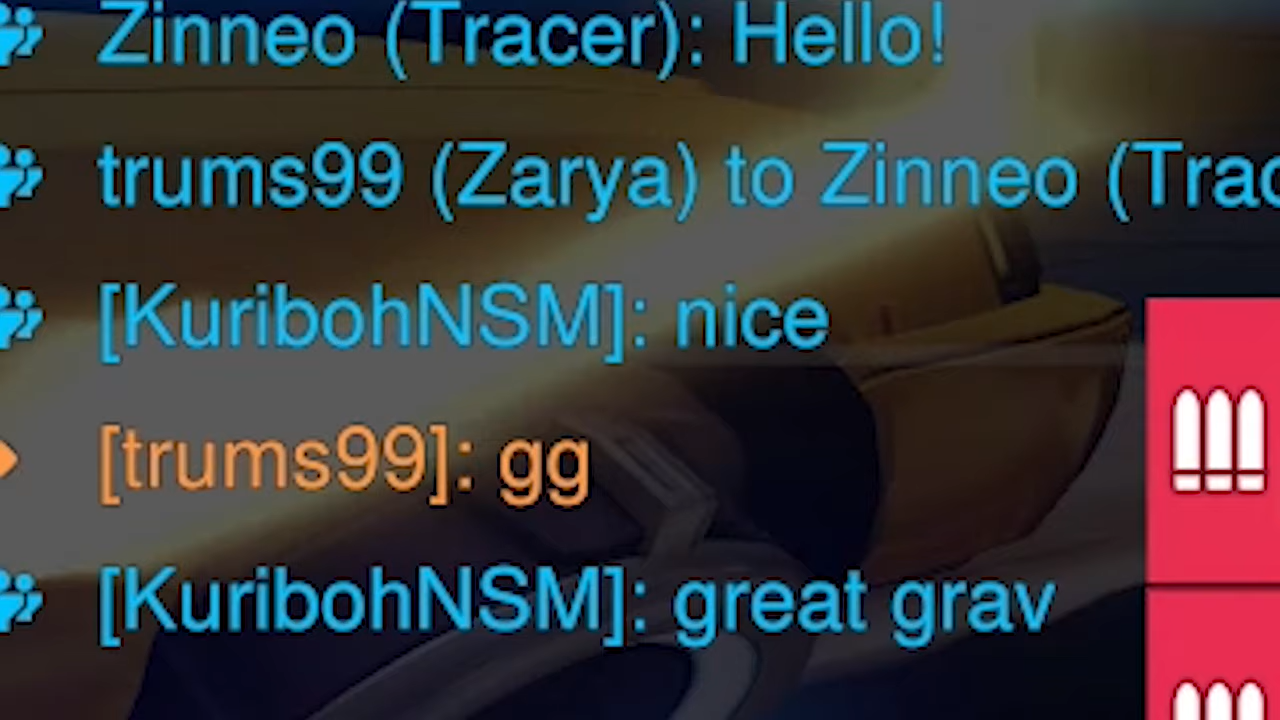 Zinneo (Tracer): Hello!
trums99 (Zarya) to Zinneo (Trac
[KuribohNSM]: nice
[trums99]: gg
[KuribohNSM]: great grav